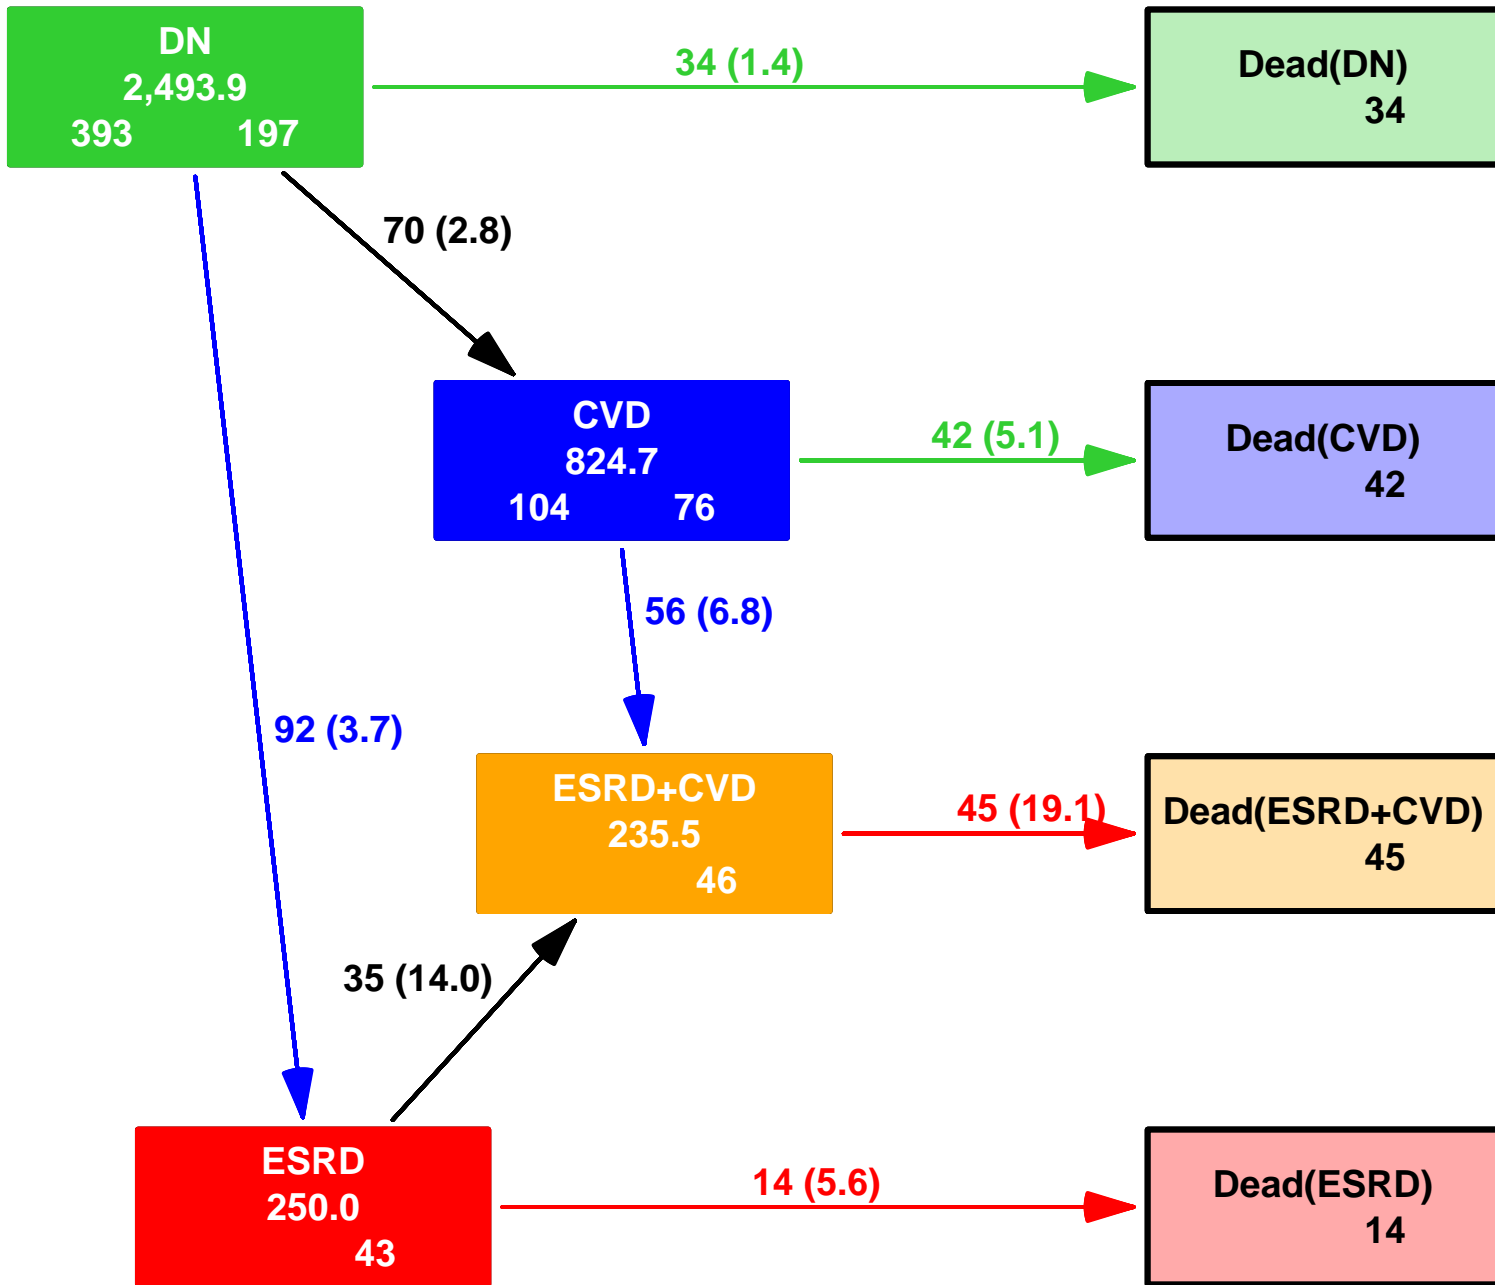 DN
2,493.9
393 197
34 (1.4)
Dead(DN)
34
70 (2.8)
CVD
824.7
104 76
42 (5.1)
Dead(CVD)
42
56 (6.8)
92 (3.7)
ESRD+CVD
235.5
46
45 (19.1)
Dead(ESRD+CVD)
45
35 (14.0)
ESRD
250.0
43
14 (5.6)
Dead(ESRD)
14